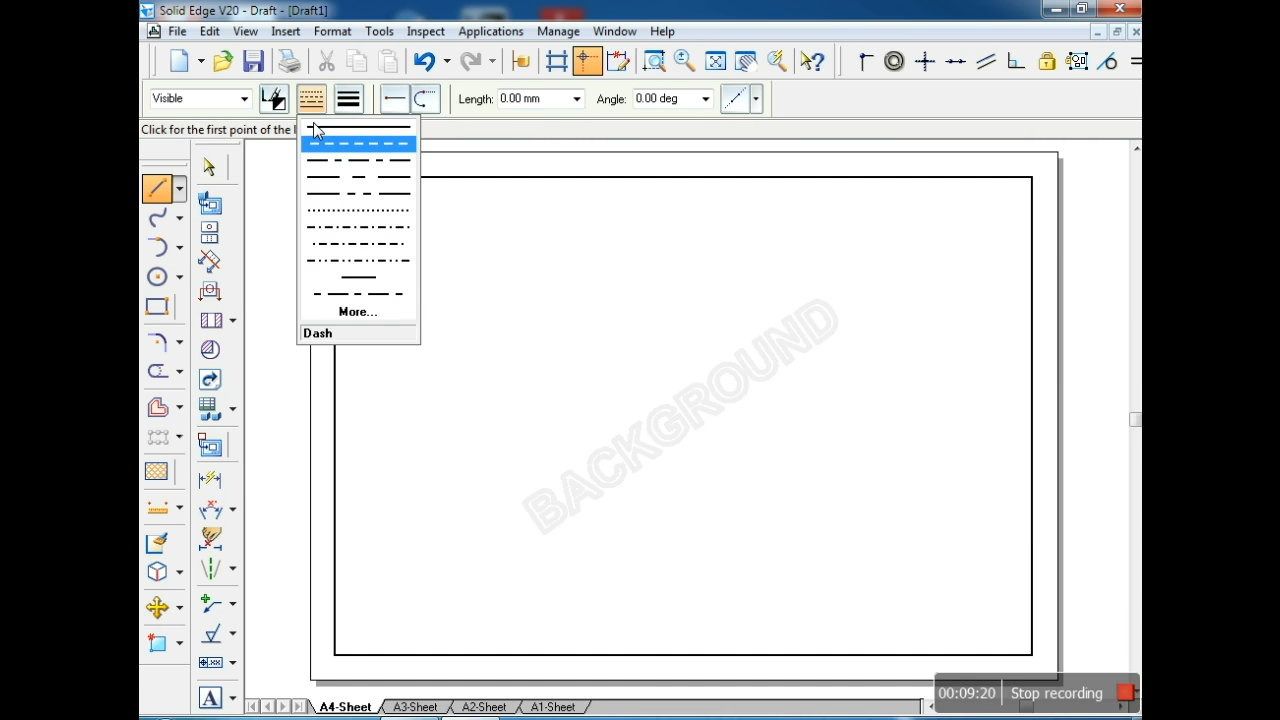 Solid Edge V20 - Draft - [Draft1]
File Edit View Insert Format Tools Inspect Applications Manage Window Help
Visible Length: 0.00 mm Angle: 0.00 deg
Click for the first point of the l
More...
Dash
BACKGROUND
.xx
A
00:09:20 Stop recording
A4-Sheet A3-Sheet A2-Sheet A1-Sheet